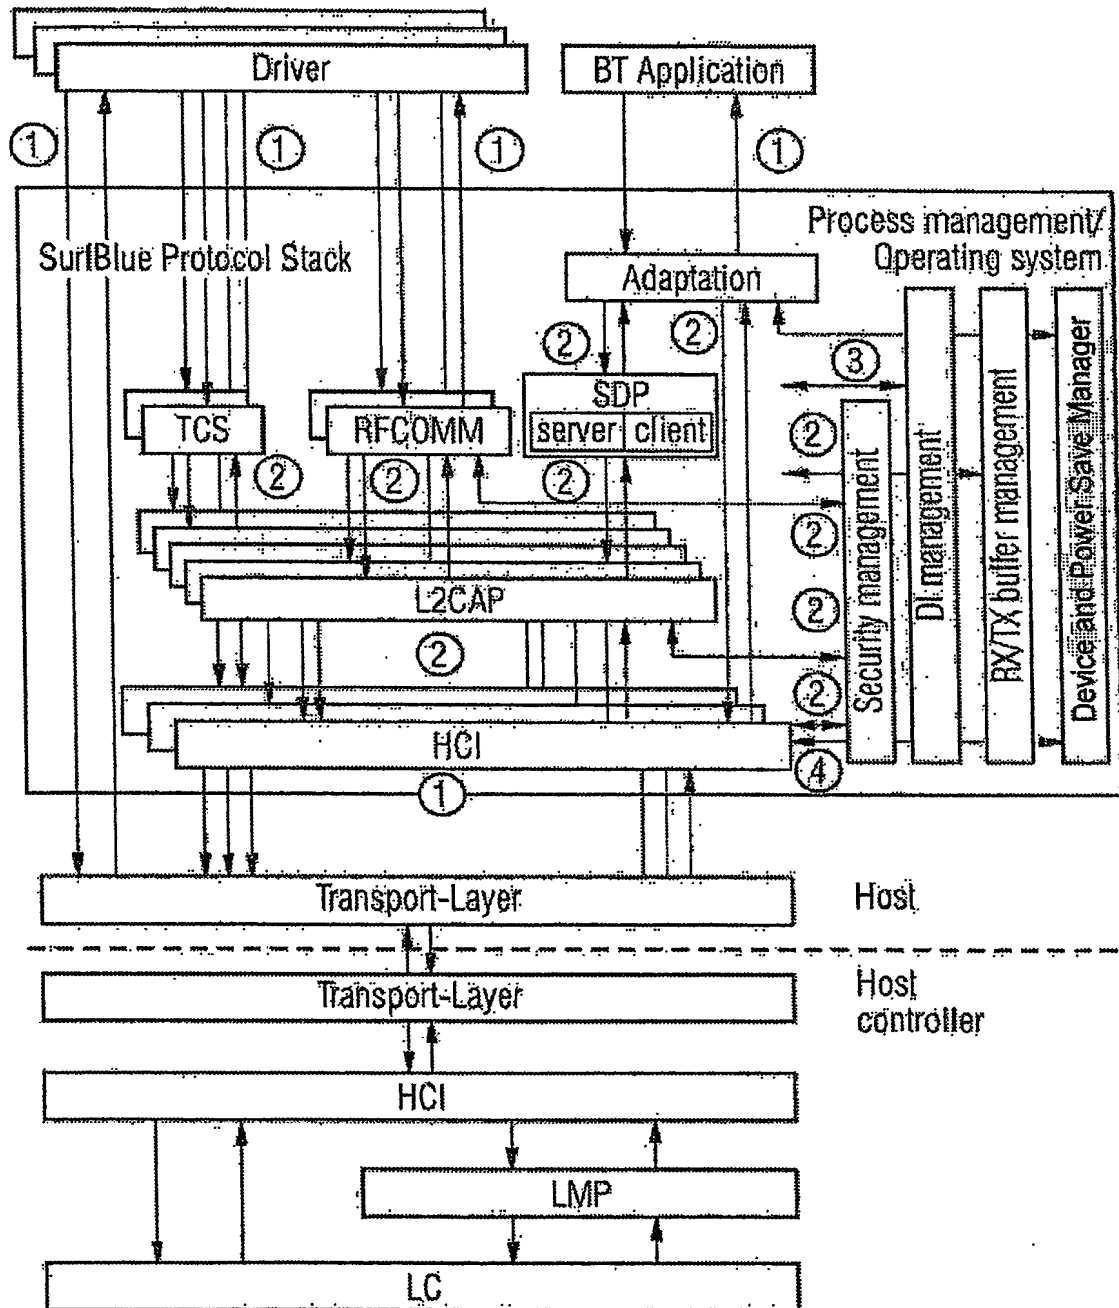 Driver
BT Application
1
1
1
1
SurfBlue Protocol Stack
Process management/
Operating system
Adaptation
2
2
3
SDP
server client
TCS
RFCOMM
2
2
2
2
2
2
2
2
L2CAP
2
HCI
4
1
Security management
DI management
RX/TX buffer management
Device and Power Save Manager
Transport-Layer
Host
Transport-Layer
Host
controller
HCI
LMP
LC